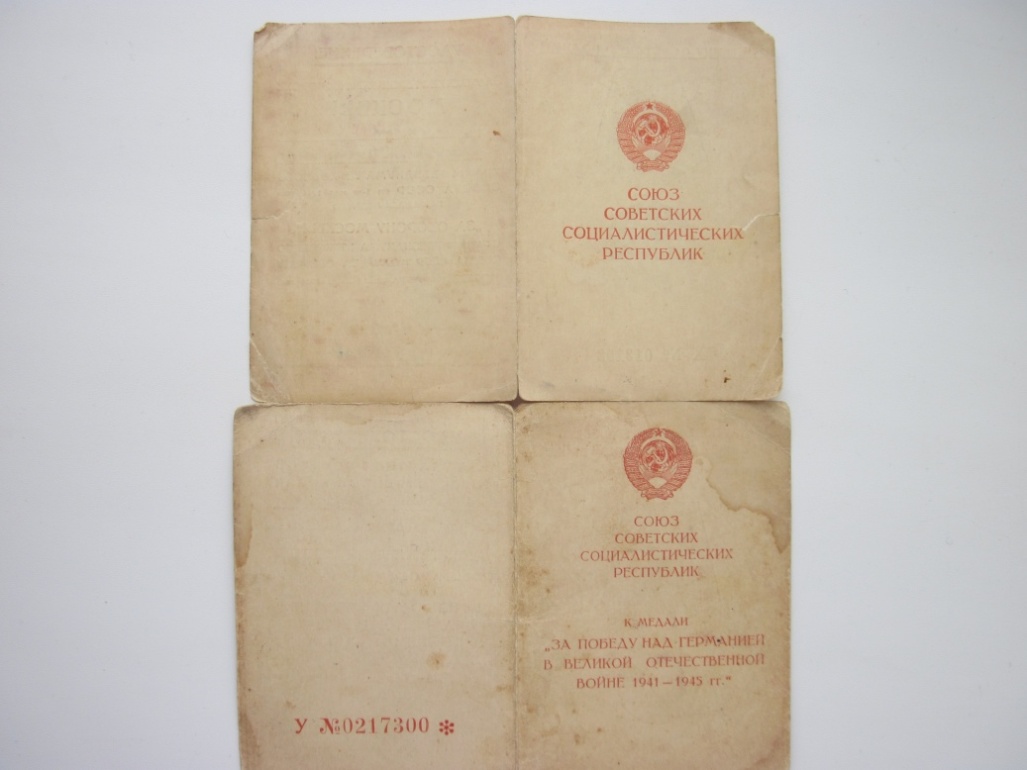 СОЮЗ
СОВЕТСКИХ
СОЦИАЛИСТИЧЕСКИХ
РЕСПУБЛИК
СОЮЗ
СОВЕТСКИХ
СОЦИАЛИСТИЧЕСКИХ
РЕСПУБЛИК
К МЕДАЛИ
„ЗА ПОБЕДУ НАД ГЕРМАНИЕЙ
В ВЕЛИКОЙ ОТЕЧЕСТВЕННОЙ
ВОЙНЕ 1941—1945 гг."
У №0217300 *